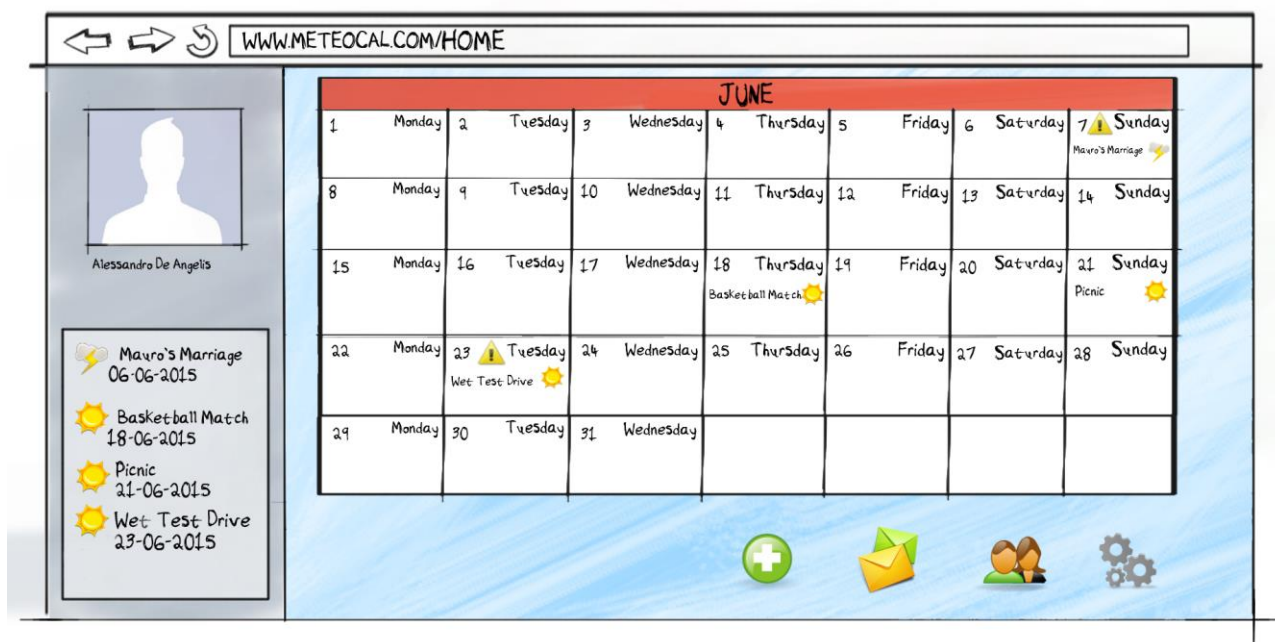 WWW.METEOCAL.COM/HOME
Alessandro De Angelis
Mauro's Marriage
06-06-2015
Basketball Match
18-06-2015
Picnic
21-06-2015
Wet Test Drive
23-06-2015
JUNE
1 Monday 2 Tuesday 3 Wednesday 4 Thursday 5 Friday 6 Saturday 7 Sunday
Mauro's Marriage
8 Monday 9 Tuesday 10 Wednesday 11 Thursday 12 Friday 13 Saturday 14 Sunday
15 Monday 16 Tuesday 17 Wednesday 18 Thursday 19 Friday 20 Saturday 21 Sunday
Basketball Match Picnic
22 Monday 23 Tuesday 24 Wednesday 25 Thursday 26 Friday 27 Saturday 28 Sunday
Wet Test Drive
29 Monday 30 Tuesday 31 Wednesday